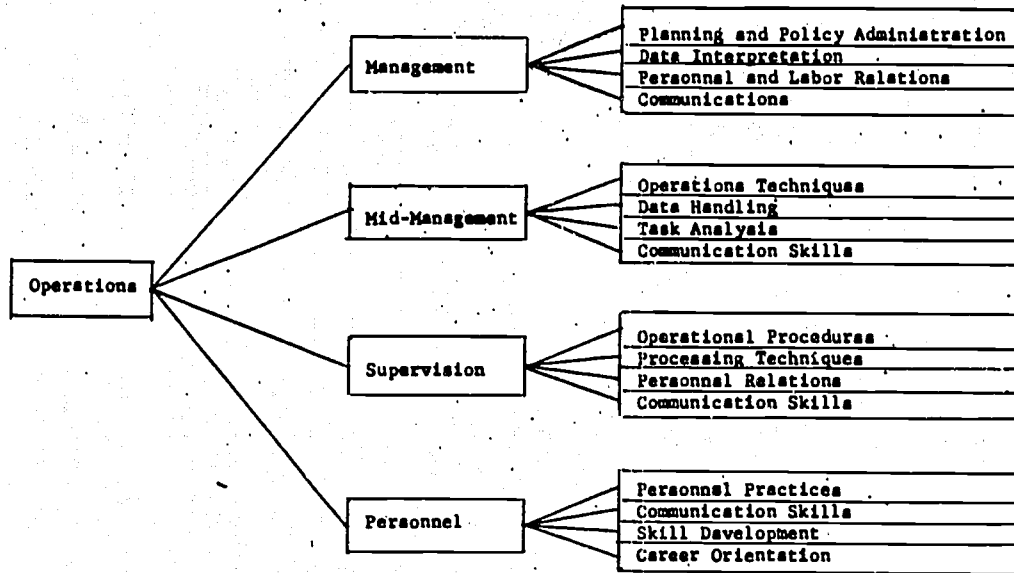 Operations
Management
Planning and Policy Administration
Data Interpretation
Personnel and Labor Relations
Communications
Mid-Management
Operations Techniques
Data Handling
Task Analysis
Communication Skills
Supervision
Operational Procedures
Processing Techniques
Personnel Relations
Communication Skills
Personnel
Personnel Practices
Communication Skills
Skill Development
Career Orientation